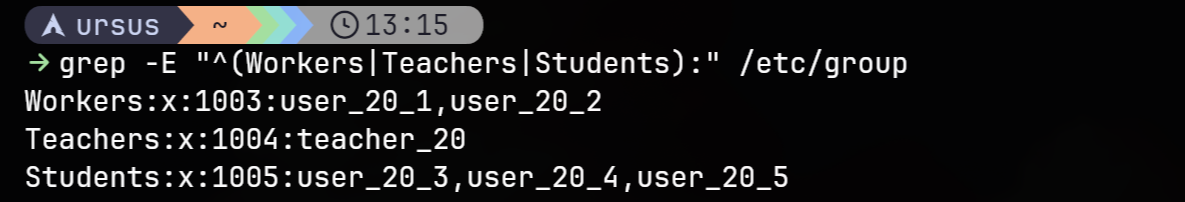 ursus ~ 13:15
→ grep -E "^(Workers|Teachers|Students):" /etc/group
Workers:x:1003:user_20_1,user_20_2
Teachers:x:1004:teacher_20
Students:x:1005:user_20_3,user_20_4,user_20_5